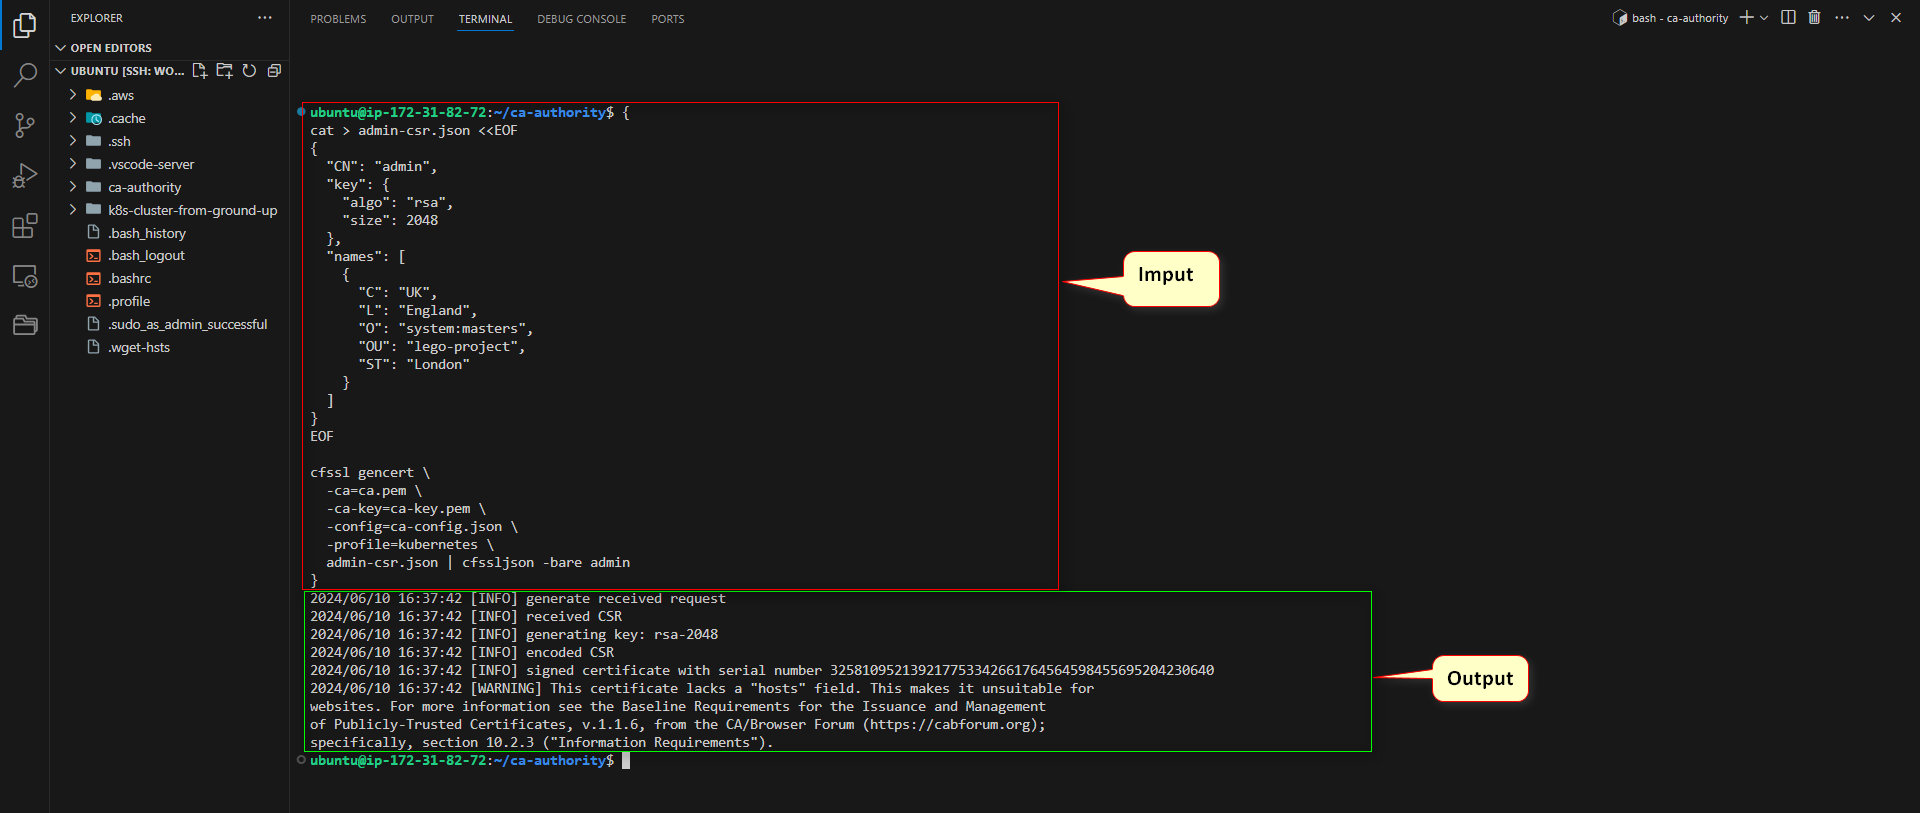 EXPLORER
PROBLEMS OUTPUT TERMINAL DEBUG CONSOLE PORTS
bash - ca-authority
OPEN EDITORS
UBUNTU [SSH: WO...
.aws
.cache
.ssh
.vscode-server
ca-authority
k8s-cluster-from-ground-up
.bash_history
.bash_logout
.bashrc
.profile
.sudo_as_admin_successful
.wget-hsts
ubuntu@ip-172-31-82-72:~/ca-authority$ {
cat > admin-csr.json <<EOF
{
  "CN": "admin",
  "key": {
    "algo": "rsa",
    "size": 2048
  },
  "names": [
    {
      "C": "UK",
      "L": "England",
      "O": "system:masters",
      "OU": "lego-project",
      "ST": "London"
    }
  ]
}
EOF
cfssl gencert \
  -ca=ca.pem \
  -ca-key=ca-key.pem \
  -config=ca-config.json \
  -profile=kubernetes \
  admin-csr.json | cfssljson -bare admin
}
Imput
2024/06/10 16:37:42 [INFO] generate received request
2024/06/10 16:37:42 [INFO] received CSR
2024/06/10 16:37:42 [INFO] generating key: rsa-2048
2024/06/10 16:37:42 [INFO] encoded CSR
2024/06/10 16:37:42 [INFO] signed certificate with serial number 325810952139217753342661764564598455695204230640
2024/06/10 16:37:42 [WARNING] This certificate lacks a "hosts" field. This makes it unsuitable for
websites. For more information see the Baseline Requirements for the Issuance and Management
of Publicly-Trusted Certificates, v.1.1.6, from the CA/Browser Forum (https://cabforum.org);
specifically, section 10.2.3 ("Information Requirements").
Output
ubuntu@ip-172-31-82-72:~/ca-authority$